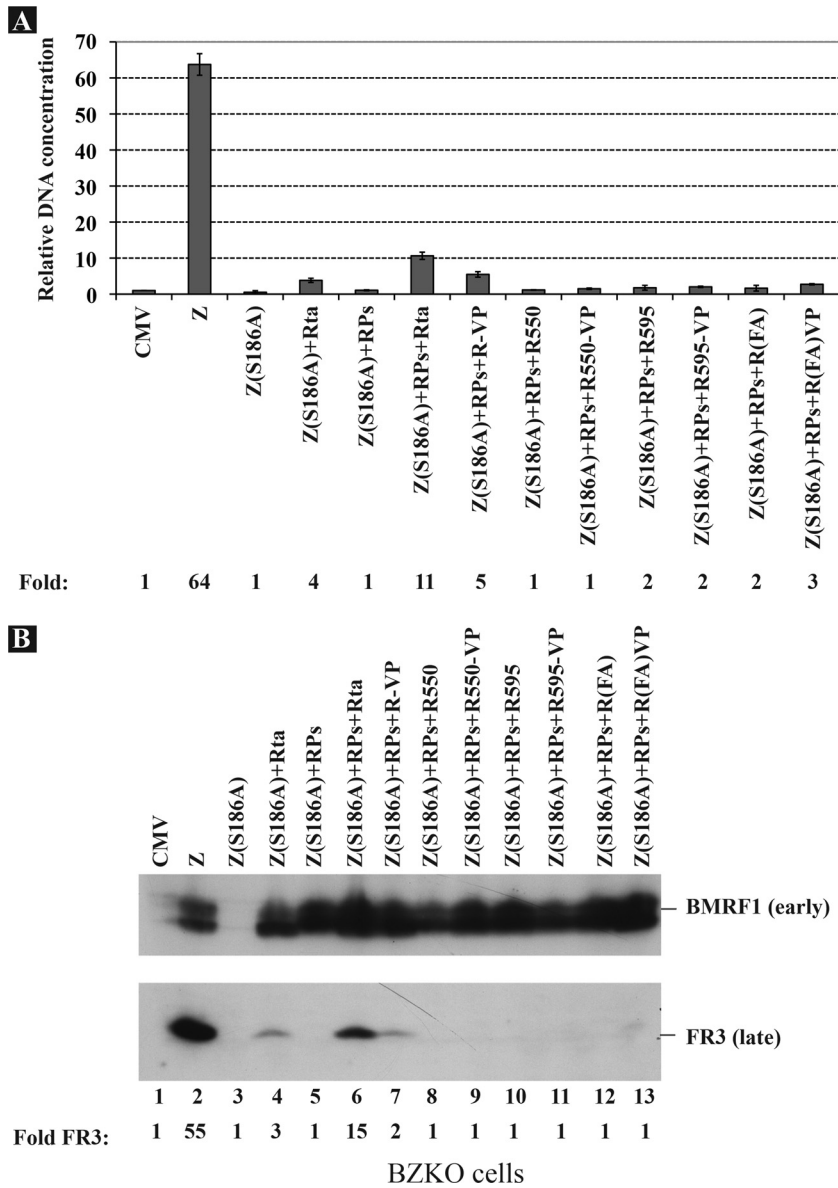 A
Relative DNA concentration
70
60
50
40
30
20
10
0
CMV
Z
Z(S186A)
Z(S186A)+Rta
Z(S186A)+RPs
Z(S186A)+RPs+Rta
Z(S186A)+RPs+R-VP
Z(S186A)+RPs+R550
Z(S186A)+RPs+R550-VP
Z(S186A)+RPs+R595
Z(S186A)+RPs+R595-VP
Z(S186A)+RPs+R(FA)
Z(S186A)+RPs+R(FA)VP
Fold: 1 64 1 4 1 11 5 1 1 2 2 2 3
B
CMV
Z
Z(S186A)
Z(S186A)+Rta
Z(S186A)+RPs
Z(S186A)+RPs+Rta
Z(S186A)+RPs+R-VP
Z(S186A)+RPs+R550
Z(S186A)+RPs+R550-VP
Z(S186A)+RPs+R595
Z(S186A)+RPs+R595-VP
Z(S186A)+RPs+R(FA)
Z(S186A)+RPs+R(FA)VP
BMRF1 (early)
FR3 (late)
1 2 3 4 5 6 7 8 9 10 11 12 13
Fold FR3: 1 55 1 3 1 15 2 1 1 1 1 1 1
BZKO cells